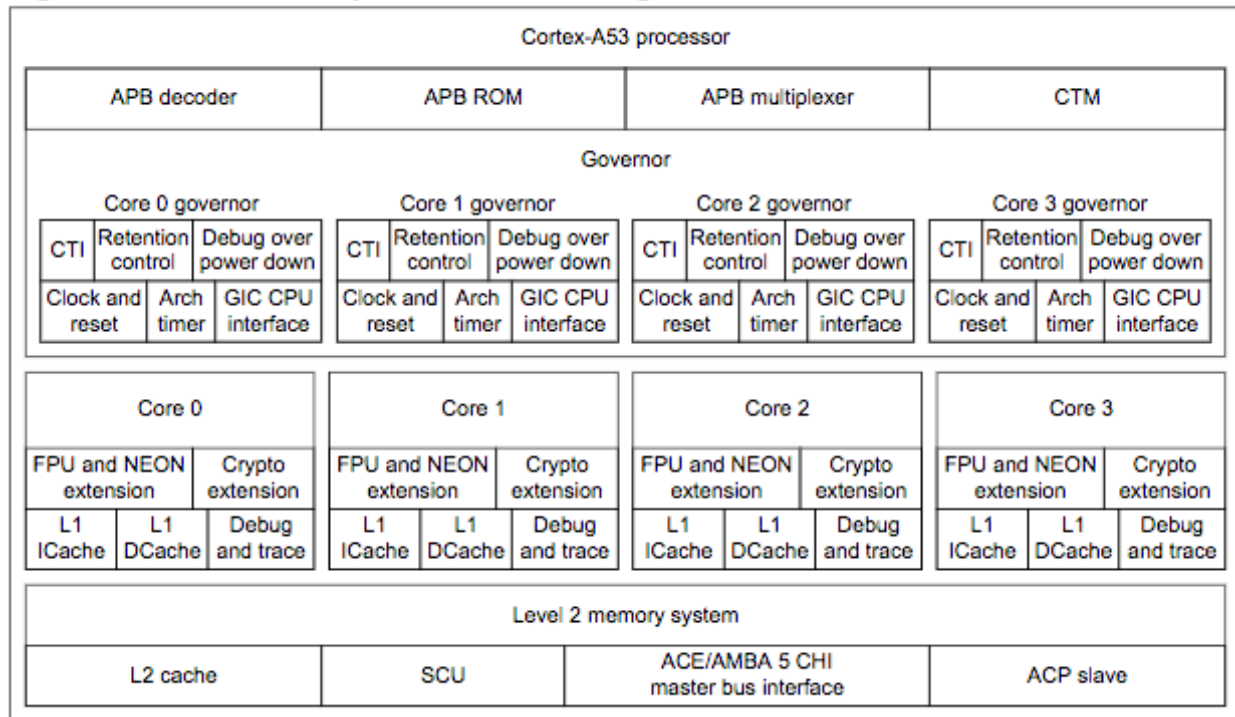 Cortex-A53 processor
APB decoder
APB ROM
APB multiplexer
CTM
Governor
Core 0 governor
CTI
Retention
control
Debug over
power down
Clock and
reset
Arch
timer
GIC CPU
interface
Core 1 governor
CTI
Retention
control
Debug over
power down
Clock and
reset
Arch
timer
GIC CPU
interface
Core 2 governor
CTI
Retention
control
Debug over
power down
Clock and
reset
Arch
timer
GIC CPU
interface
Core 3 governor
CTI
Retention
control
Debug over
power down
Clock and
reset
Arch
timer
GIC CPU
interface
Core 0
FPU and NEON
extension
Crypto
extension
L1
ICache
L1
DCache
Debug
and trace
Core 1
FPU and NEON
extension
Crypto
extension
L1
ICache
L1
DCache
Debug
and trace
Core 2
FPU and NEON
extension
Crypto
extension
L1
ICache
L1
DCache
Debug
and trace
Core 3
FPU and NEON
extension
Crypto
extension
L1
ICache
L1
DCache
Debug
and trace
Level 2 memory system
L2 cache
SCU
ACE/AMBA 5 CHI
master bus interface
ACP slave